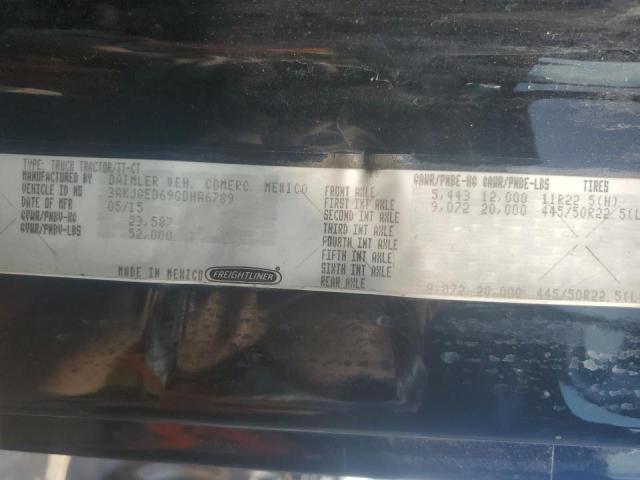 TYPE: TRUCK TRACTOR/TT-CT
MANUFACTURED BY DAIMLER VEH. COMERC. MEXICO
VEHICLE ID NO 3AKJGED69GDHA6789
DATE OF MFR 05/15
GVWR/PNBV-KG 23,587
GVWR/PNBV-LBS 52,000
MADE IN MEXICO FREIGHTLINER
GAWR/PNBE-KG GAWR/PNBE-LBS TIRES
FRONT AXLE 5,443 12,000 11R22.5(H)
FIRST INT AXLE 9,072 20,000 445/50R22.5(L
SECOND INT AXLE
THIRD INT AXLE
FOURTH INT AXLE
FIFTH INT AXLE
SIXTH INT AXLE
REAR AXLE 9,072 20,000 445/50R22.5(L